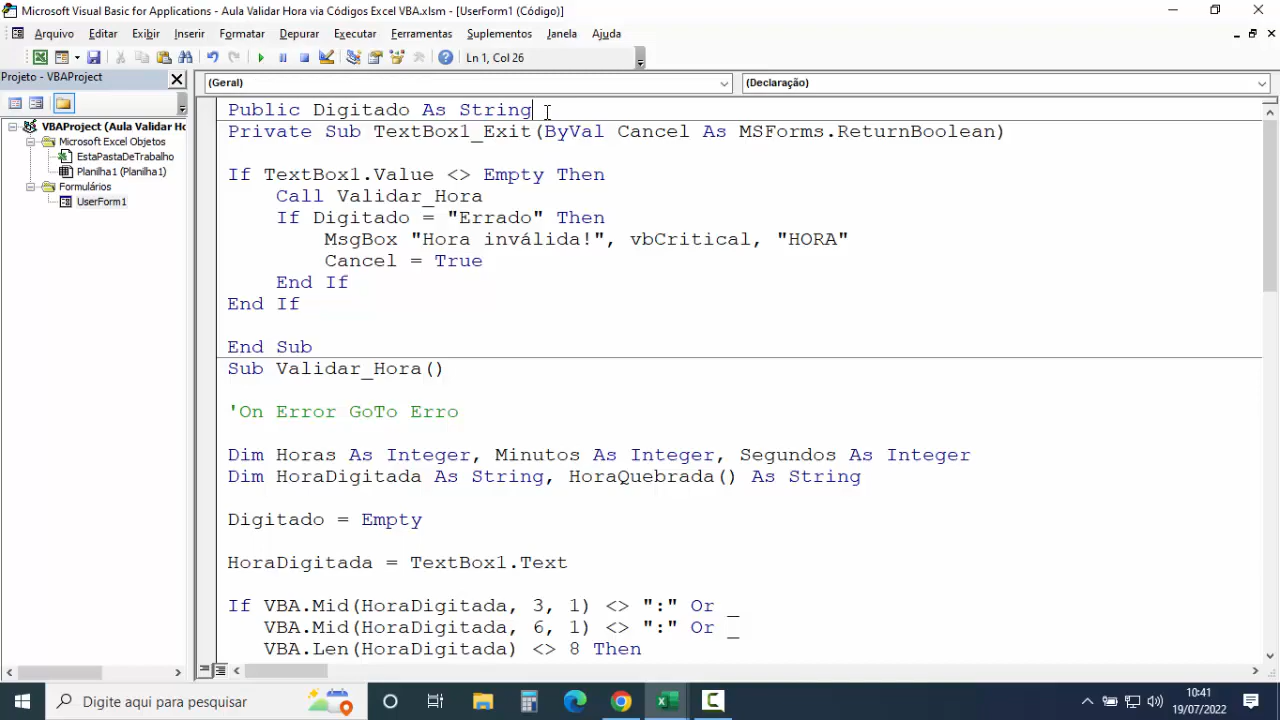 Microsoft Visual Basic for Applications - Aula Validar Hora via Códigos Excel VBA.xlsm - [UserForm1 (Código)]
Arquivo Editar Exibir Inserir Formatar Depurar Executar Ferramentas Suplementos Janela Ajuda
Ln 1, Col 26
Projeto - VBAProject
(Geral) (Declaração)
VBAProject (Aula Validar Ho
Microsoft Excel Objetos
EstaPastaDeTrabalho
Planilha1 (Planilha1)
Formulários
UserForm1
Public Digitado As String
Private Sub TextBox1_Exit(ByVal Cancel As MSForms.ReturnBoolean)
If TextBox1.Value <> Empty Then
Call Validar_Hora
If Digitado = "Errado" Then
MsgBox "Hora inválida!", vbCritical, "HORA"
Cancel = True
End If
End If
End Sub
Sub Validar_Hora()
'On Error GoTo Erro
Dim Horas As Integer, Minutos As Integer, Segundos As Integer
Dim HoraDigitada As String, HoraQuebrada() As String
Digitado = Empty
HoraDigitada = TextBox1.Text
If VBA.Mid(HoraDigitada, 3, 1) <> ":" Or _
VBA.Mid(HoraDigitada, 6, 1) <> ":" Or _
VBA.Len(HoraDigitada) <> 8 Then
Digite aqui para pesquisar
10:41
19/07/2022